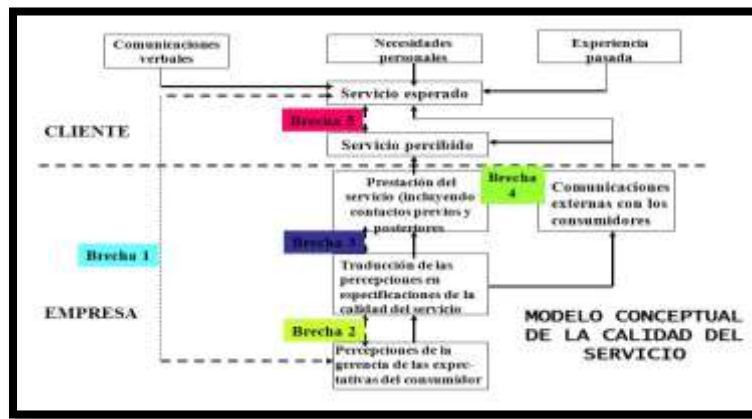 Comunicaciones
verbales
Necesidades
personales
Experiencia
pasada
Servicio esperado
Brecha 5
CLIENTE
Servicio percibido
Brecha
4
Prestación del
servicio (incluyendo
contactos previos y
posteriores
Comunicaciones
externas con los
consumidores
Brecha 3
Brecha 1
Traducción de las
percepciones en
especificaciones de la
calidad del servicio
EMPRESA
Brecha 2
MODELO CONCEPTUAL
DE LA CALIDAD DEL
SERVICIO
Percepciones de la
gerencia de las expec-
tativas del consumidor